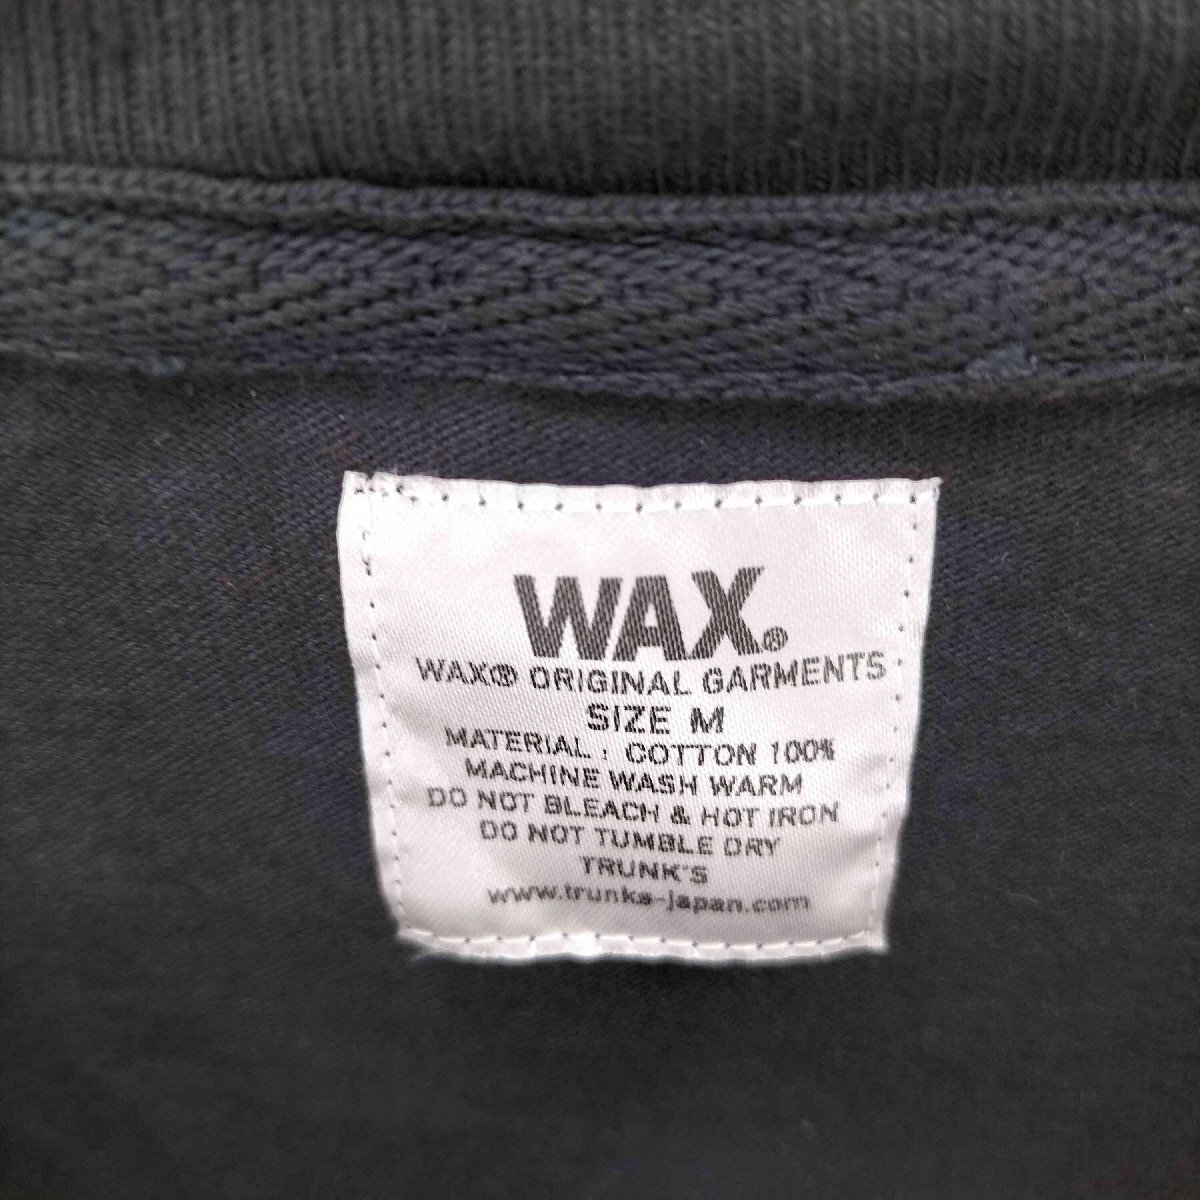 WAX®
WAX® ORIGINAL GARMENTS
SIZE M
MATERIAL : COTTON 100%
MACHINE WASH WARM
DO NOT BLEACH & HOT IRON
DO NOT TUMBLE DRY
TRUNK'S
www.trunks-japan.com